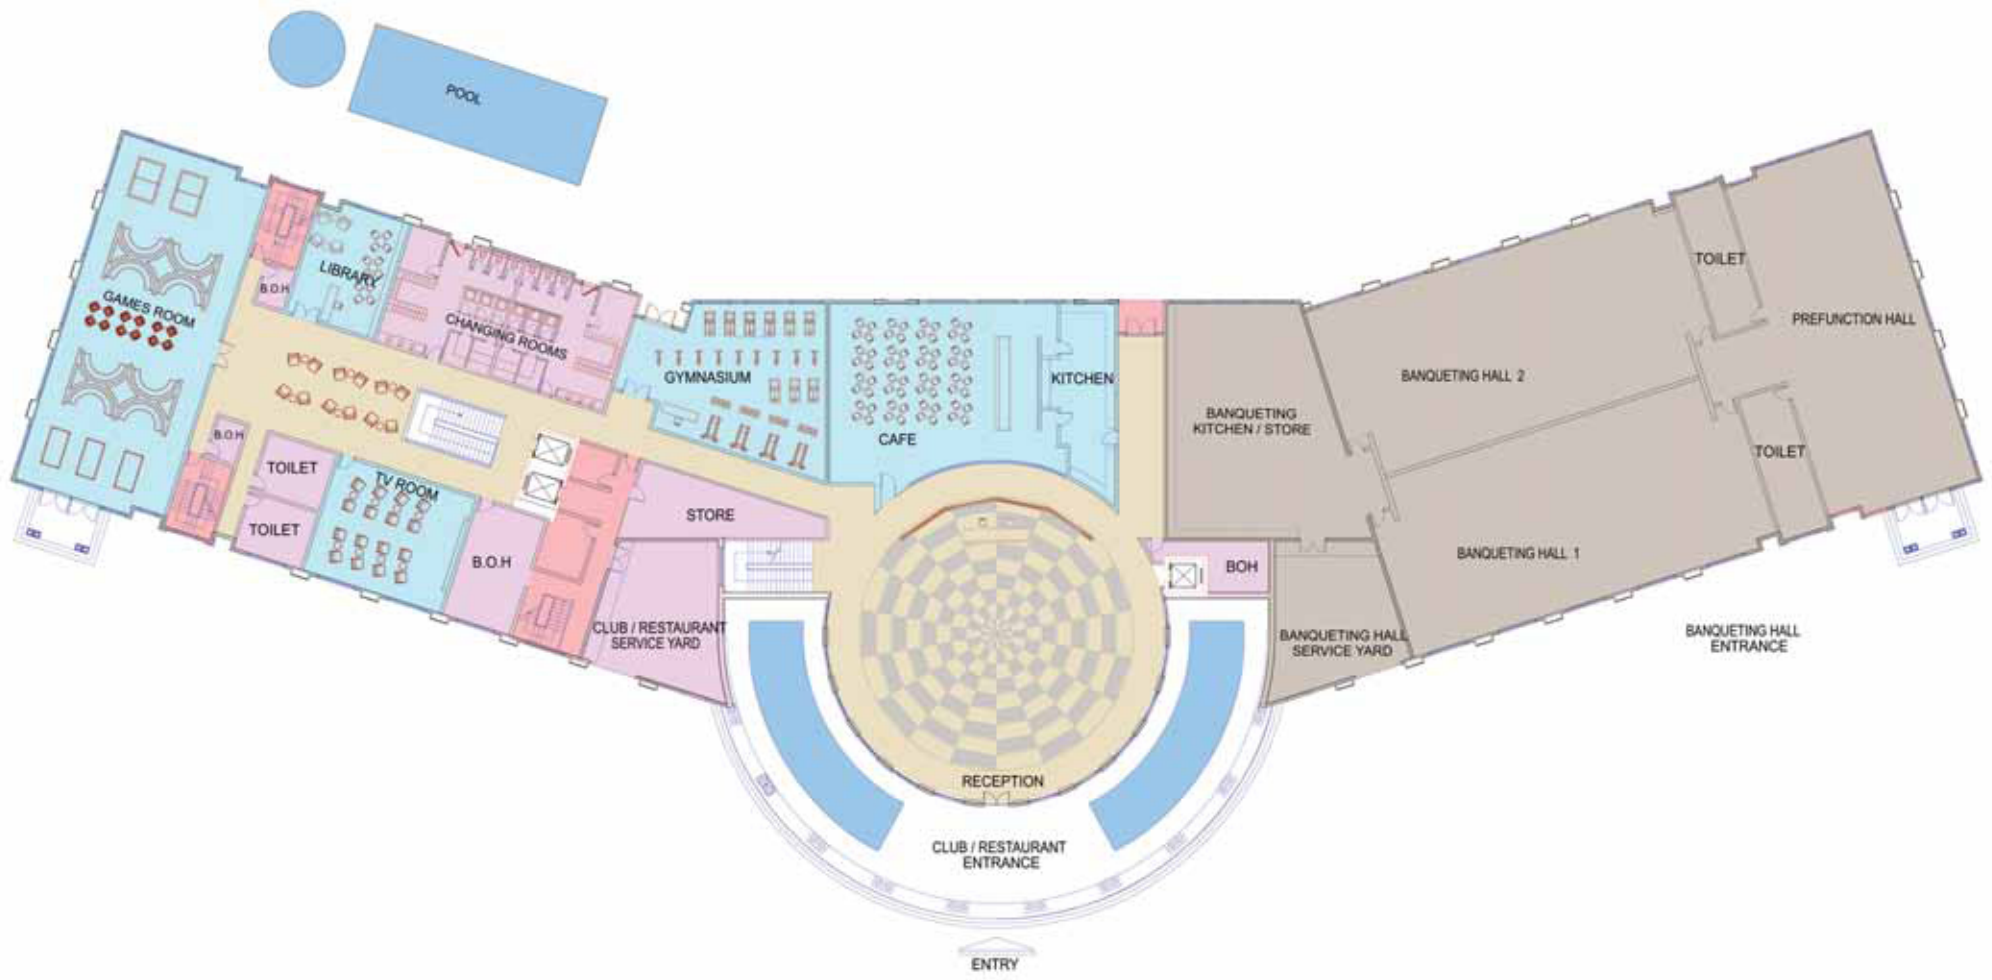 POOL
GAMES ROOM
B.O.H
LIBRARY
CHANGING ROOMS
GYMNASIUM
CAFE
KITCHEN
BANQUETING
KITCHEN / STORE
BANQUETING HALL 2
TOILET
PREFUNCTION HALL
B.O.H
TOILET
TV ROOM
TOILET
B.O.H
STORE
CLUB / RESTAURANT
SERVICE YARD
BOH
BANQUETING HALL 1
TOILET
BANQUETING HALL
SERVICE YARD
BANQUETING HALL
ENTRANCE
RECEPTION
CLUB / RESTAURANT
ENTRANCE
ENTRY